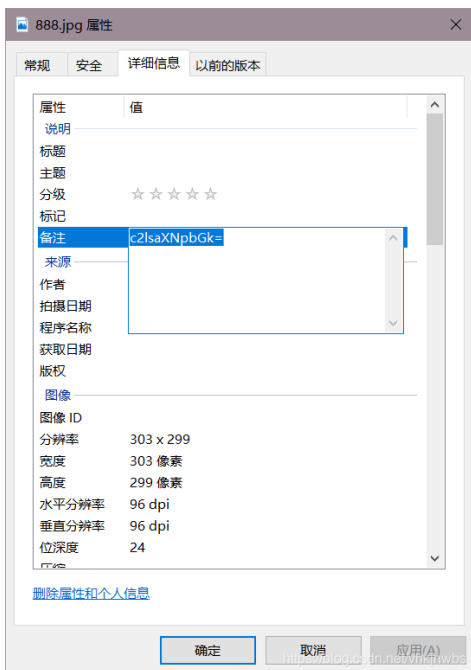 888.jpg 属性
常规 安全 详细信息 以前的版本
属性 值
说明
标题
主题
分级
标记
备注 c2lsaXNpbGk=
来源
作者
拍摄日期
程序名称
获取日期
版权
图像
图像 ID
分辨率 303 x 299
宽度 303 像素
高度 299 像素
水平分辨率 96 dpi
垂直分辨率 96 dpi
位深度 24
压缩
删除属性和个人信息
确定 取消 应用(A)